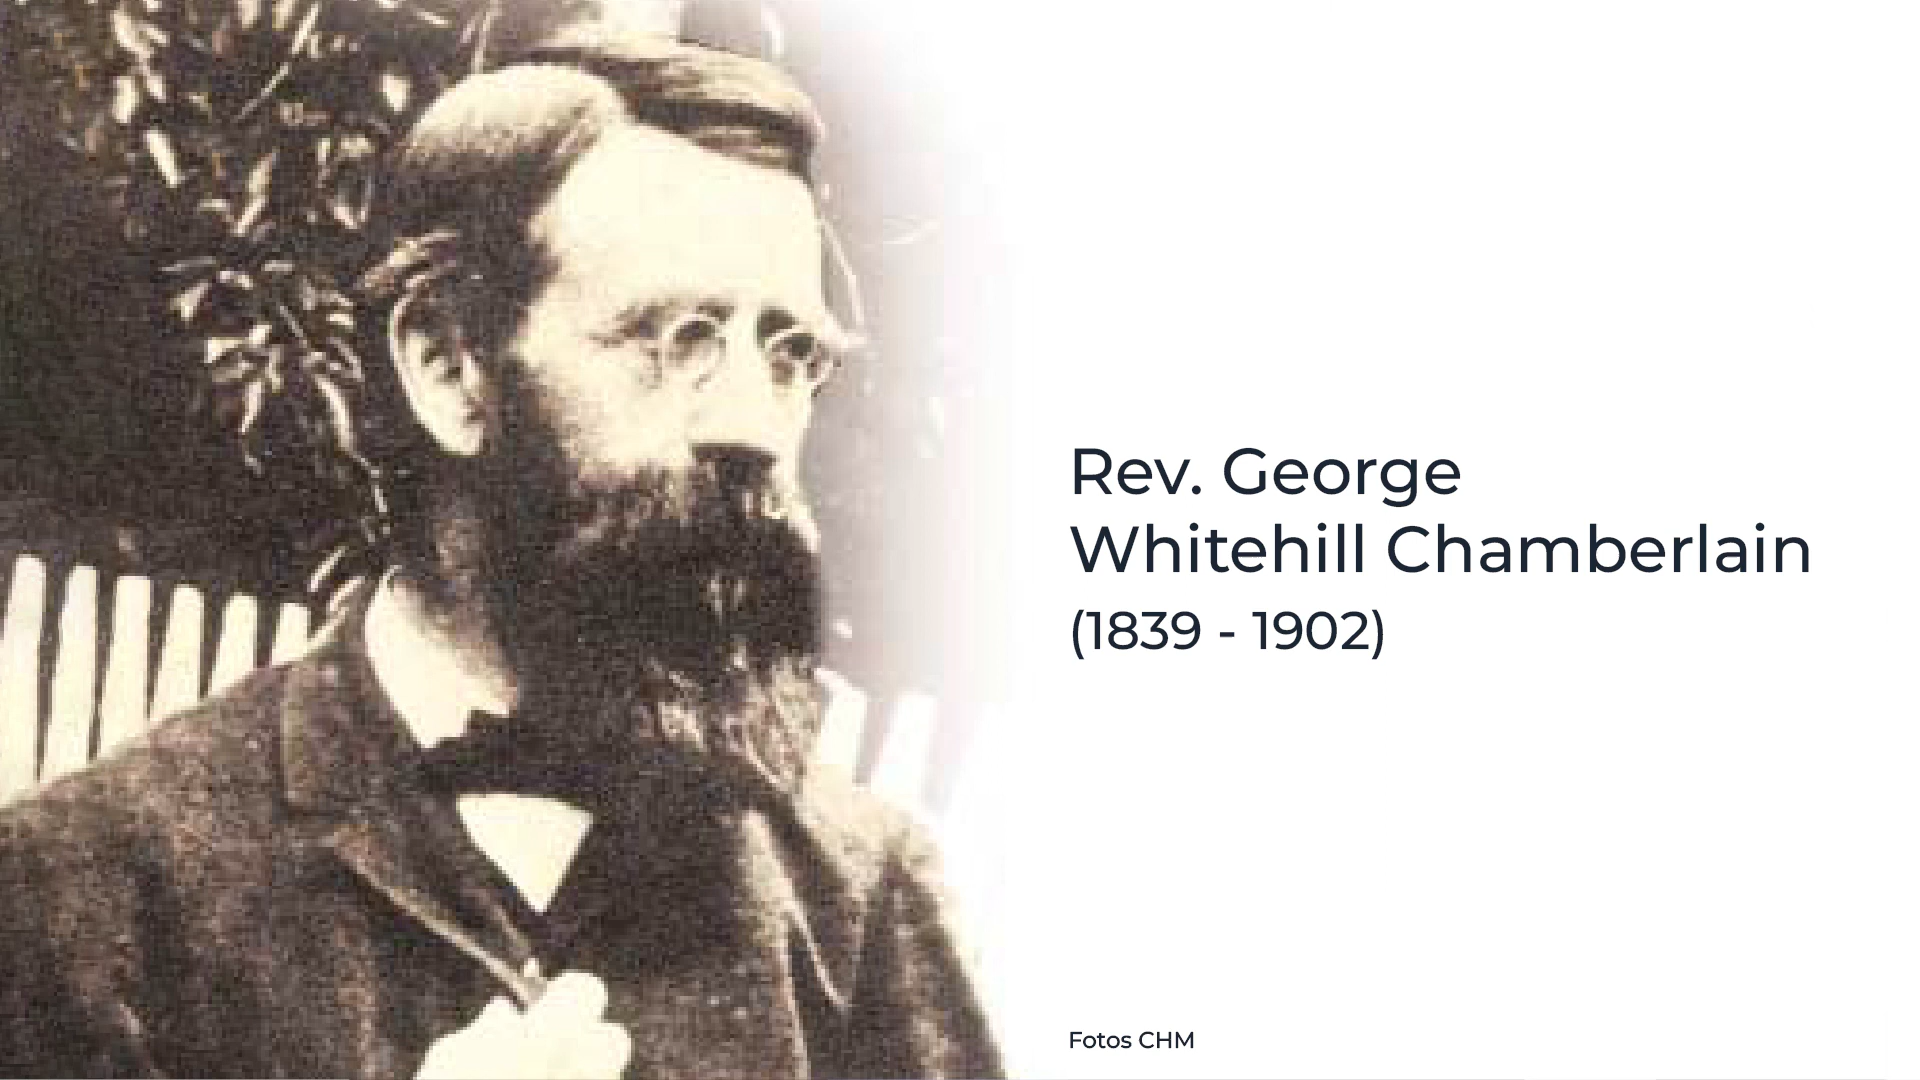 Rev. George
Whitehill Chamberlain
(1839 - 1902)
Fotos CHM